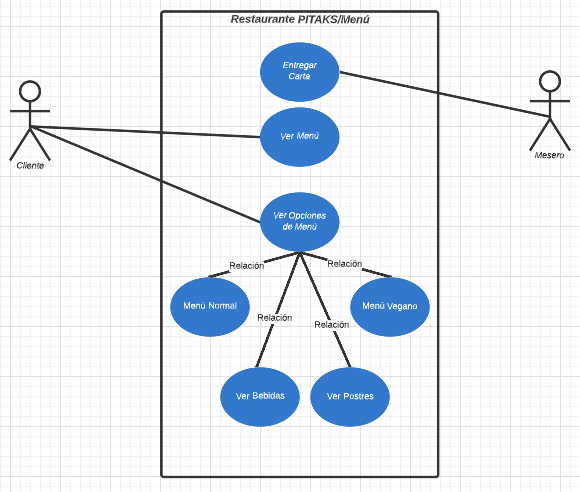 Restaurante PITAKS/Menú
Entregar
Carta
Ver Menú
Cliente
Mesero
Ver Opciones
de Menú
Relación
Relación
Menú Normal
Menú Vegano
Relación
Relación
Ver Bebidas
Ver Postres